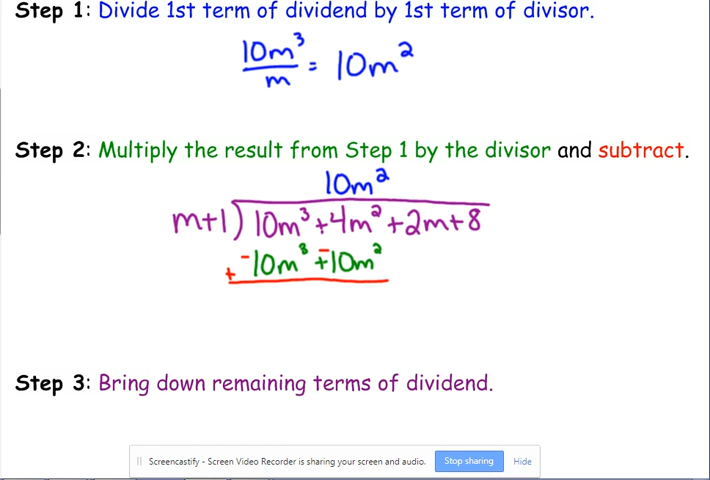 Step 1: Divide 1st term of dividend by 1st term of divisor.
10m³/m = 10m²
Step 2: Multiply the result from Step 1 by the divisor and subtract.
10m²
m+1)10m³+4m²+2m+8
+ -10m³ +-10m²
Step 3: Bring down remaining terms of dividend.
|| Screencastify - Screen Video Recorder is sharing your screen and audio. Stop sharing Hide